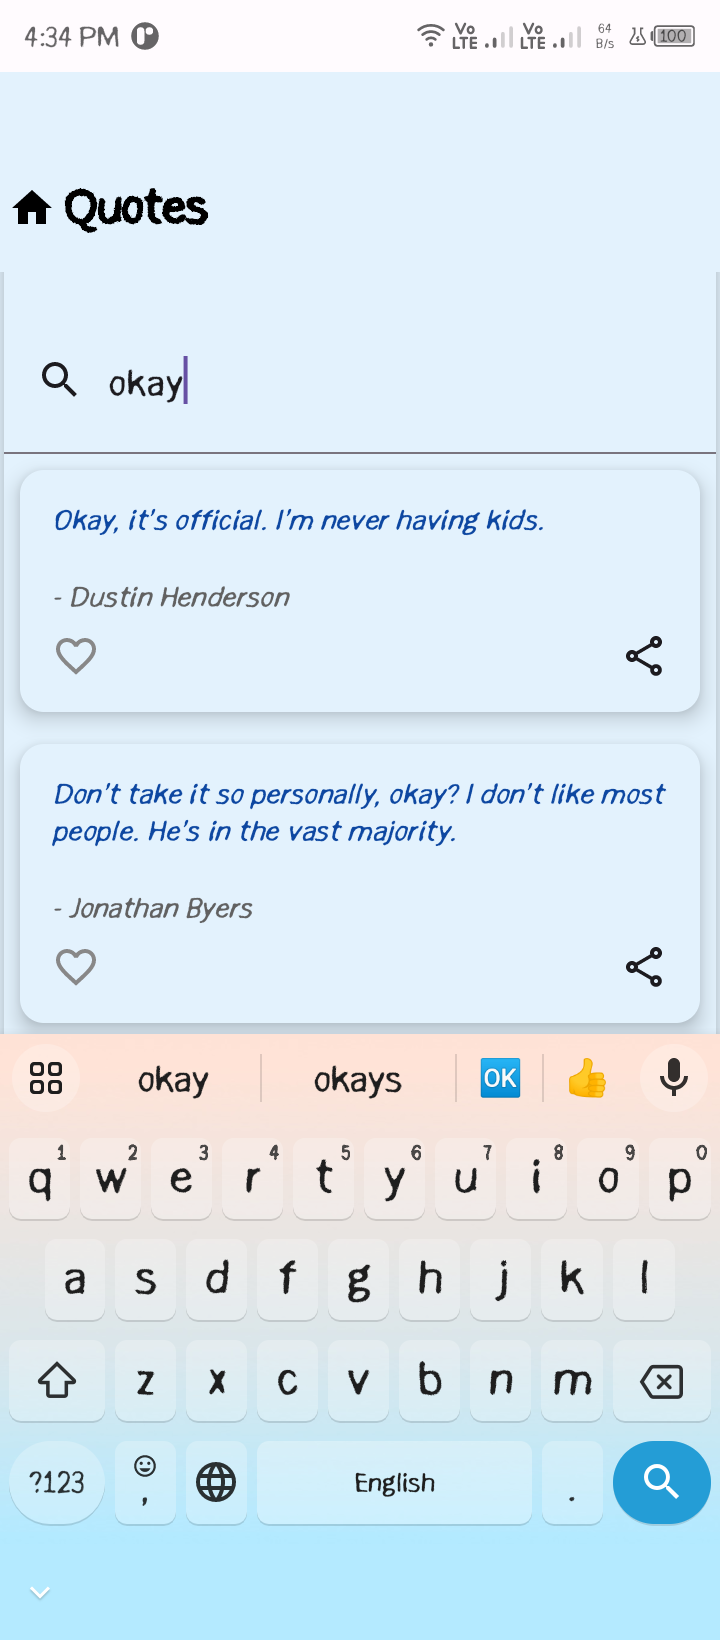 4:34 PM
Vo LTE Vo LTE 64 B/s 100
Quotes
okay
Okay, it's official. I'm never having kids.
- Dustin Henderson
Don't take it so personally, okay? I don't like most
people. He's in the vast majority.
- Jonathan Byers
okay okays OK
1 2 3 4 5 6 7 8 9 0
q w e r t y u i o p
a s d f g h j k l
z x c v b n m
?123 , English .